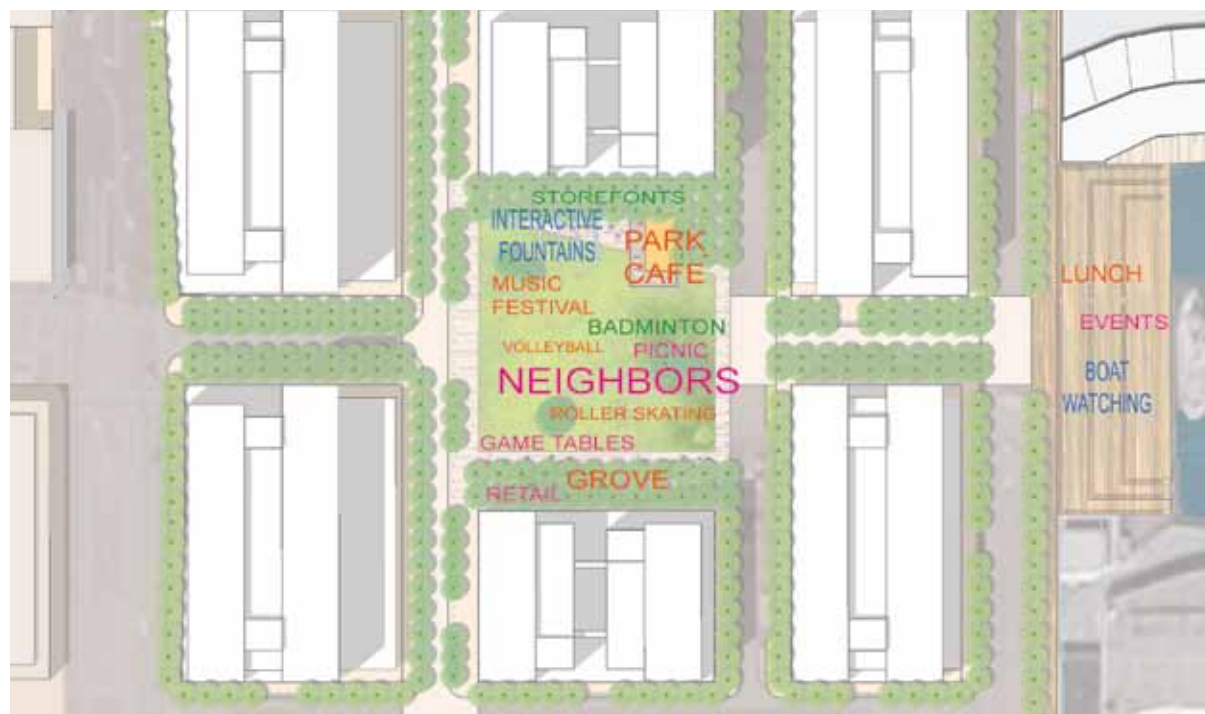 STOREFONTS
INTERACTIVE
FOUNTAINS
PARK
CAFE
MUSIC
FESTIVAL
BADMINTON
VOLLEYBALL
PICNIC
NEIGHBORS
ROLLER SKATING
GAME TABLES
GROVE
RETAIL
LUNCH
EVENTS
BOAT
WATCHING